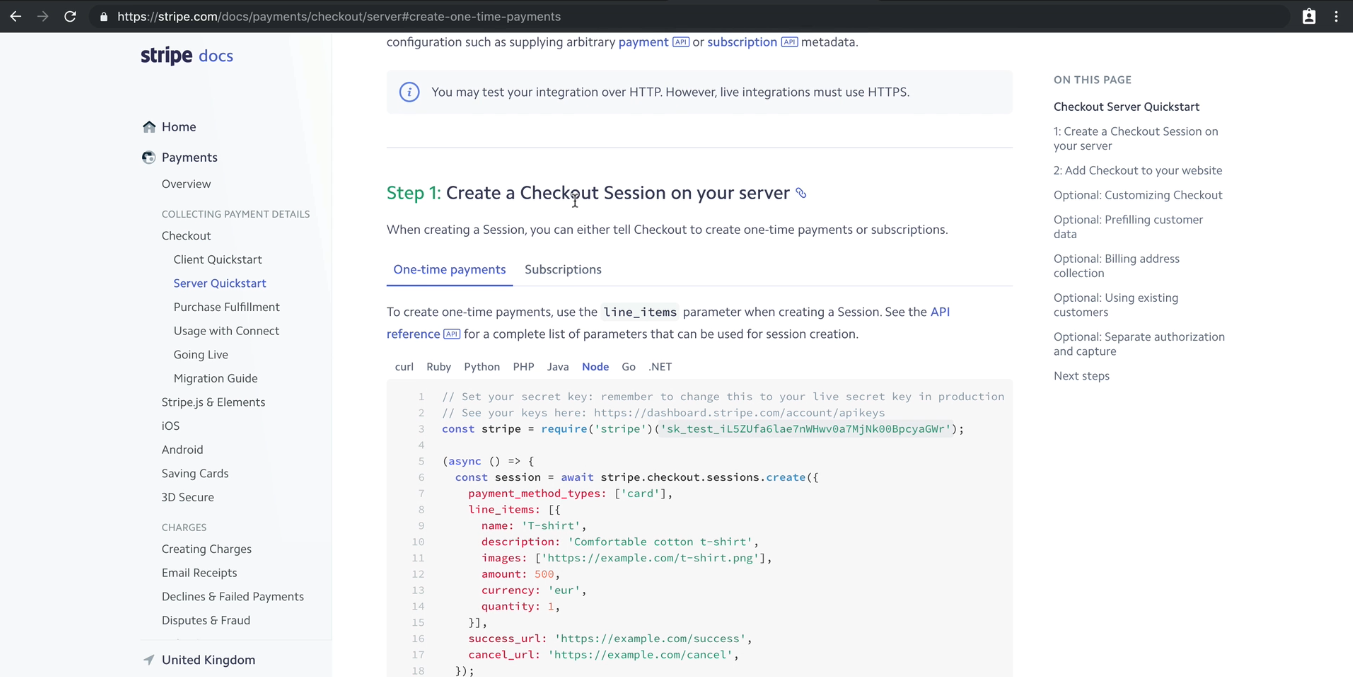 https://stripe.com/docs/payments/checkout/server#create-one-time-payments
stripe docs
Home
Payments
Overview
COLLECTING PAYMENT DETAILS
Checkout
Client Quickstart
Server Quickstart
Purchase Fulfillment
Usage with Connect
Going Live
Migration Guide
Stripe.js & Elements
iOS
Android
Saving Cards
3D Secure
CHARGES
Creating Charges
Email Receipts
Declines & Failed Payments
Disputes & Fraud
United Kingdom
configuration such as supplying arbitrary payment API or subscription API metadata.
i You may test your integration over HTTP. However, live integrations must use HTTPS.
Step 1: Create a Checkout Session on your server
When creating a Session, you can either tell Checkout to create one-time payments or subscriptions.
One-time payments Subscriptions
To create one-time payments, use the line_items parameter when creating a Session. See the API
reference API for a complete list of parameters that can be used for session creation.
curl Ruby Python PHP Java Node Go .NET
1 // Set your secret key: remember to change this to your live secret key in production
2 // See your keys here: https://dashboard.stripe.com/account/apikeys
3 const stripe = require('stripe')('sk_test_iL5ZUfa6lae7nWHwv0a7MjNk00BpcyaGWr');
4
5 (async () => {
6 const session = await stripe.checkout.sessions.create({
7 payment_method_types: ['card'],
8 line_items: [{
9 name: 'T-shirt',
10 description: 'Comfortable cotton t-shirt',
11 images: ['https://example.com/t-shirt.png'],
12 amount: 500,
13 currency: 'eur',
14 quantity: 1,
15 }],
16 success_url: 'https://example.com/success',
17 cancel_url: 'https://example.com/cancel',
18 });
ON THIS PAGE
Checkout Server Quickstart
1: Create a Checkout Session on
your server
2: Add Checkout to your website
Optional: Customizing Checkout
Optional: Prefilling customer
data
Optional: Billing address
collection
Optional: Using existing
customers
Optional: Separate authorization
and capture
Next steps